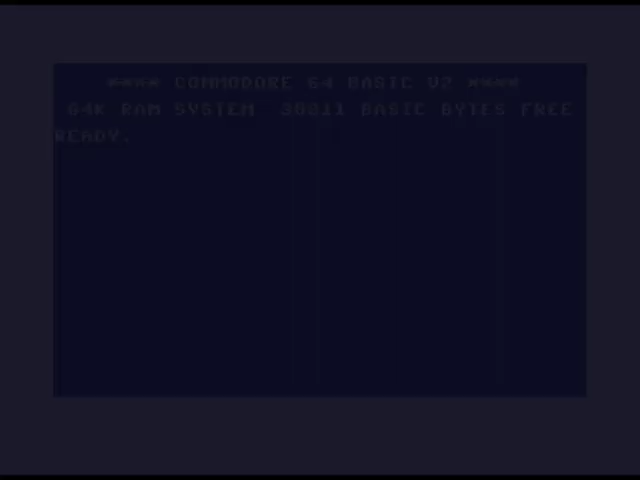 **** COMMODORE 64 BASIC V2 ****
64K RAM SYSTEM 38911 BASIC BYTES FREE
READY.